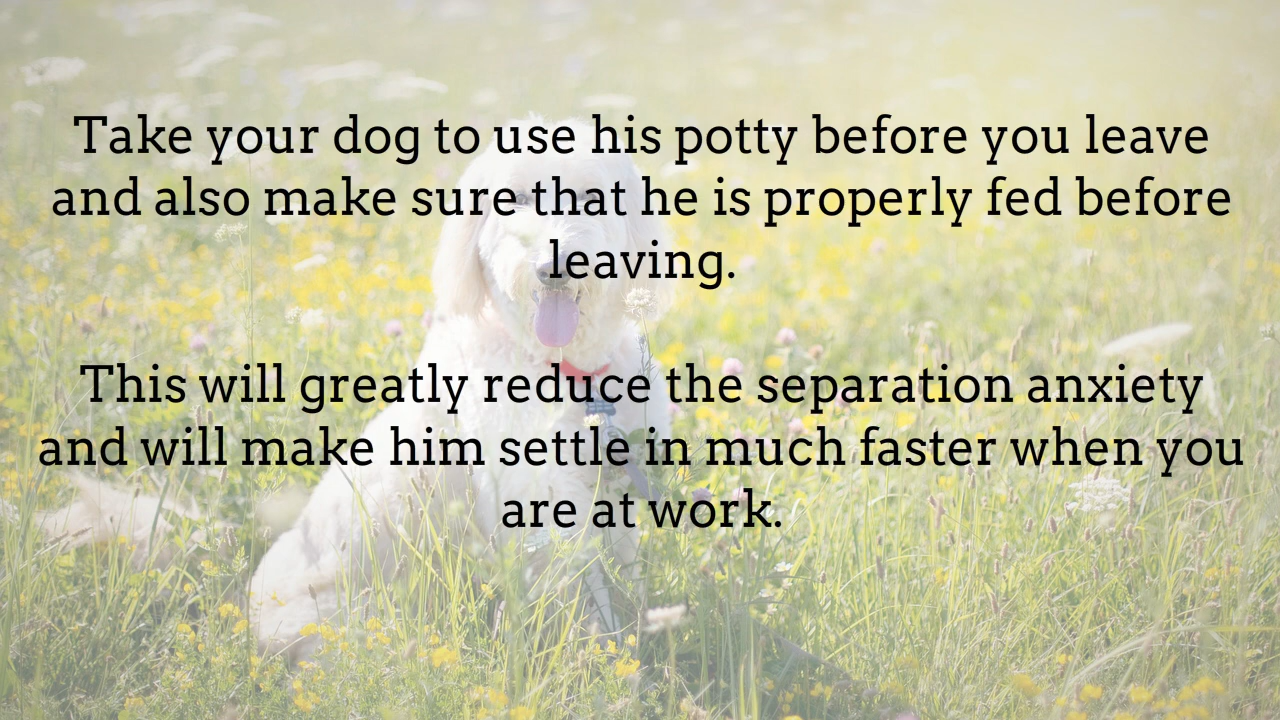 Take your dog to use his potty before you leave
and also make sure that he is properly fed before
leaving.
This will greatly reduce the separation anxiety
and will make him settle in much faster when you
are at work.